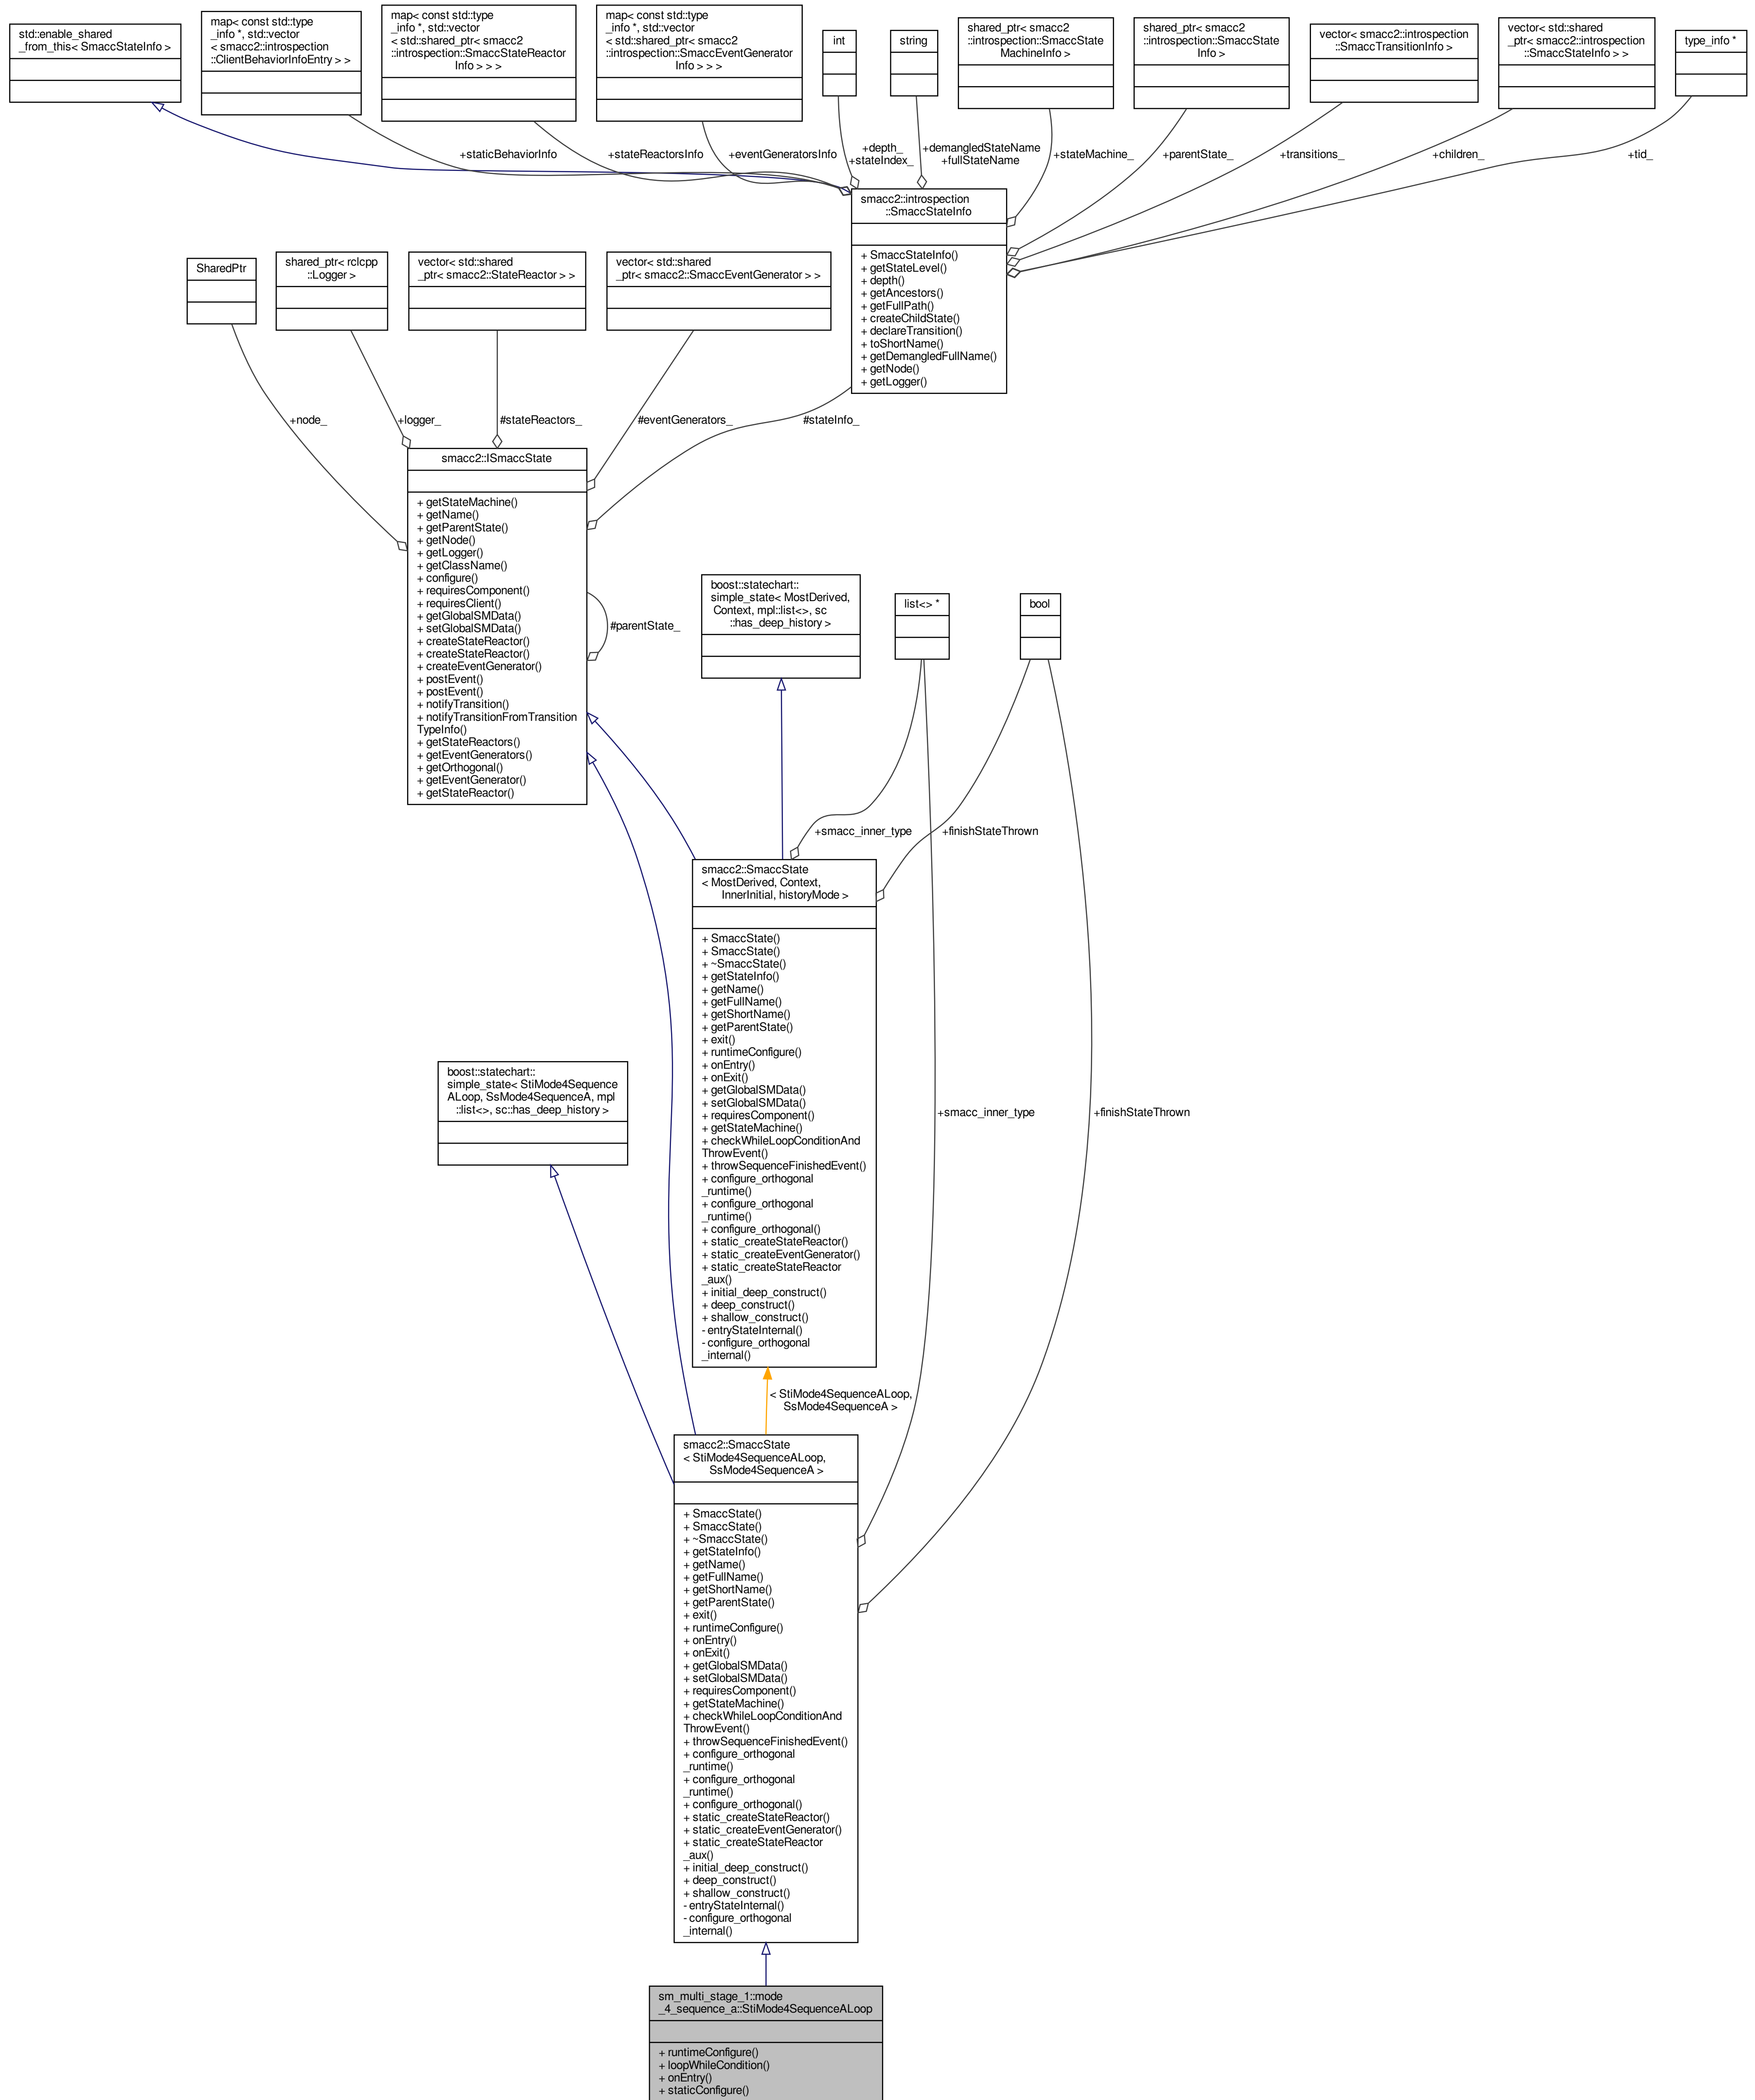 std::enable_shared
_from_this< SmaccStateInfo >
map< const std::type
_info *, std::vector
< smacc2::introspection
::ClientBehaviorInfoEntry > >
map< const std::type
_info *, std::vector
< std::shared_ptr< smacc2
::introspection::SmaccStateReactor
Info > > >
map< const std::type
_info *, std::vector
< std::shared_ptr< smacc2
::introspection::SmaccEventGenerator
Info > > >
int
string
shared_ptr< smacc2
::introspection::SmaccState
MachineInfo >
shared_ptr< smacc2
::introspection::SmaccState
Info >
vector< smacc2::introspection
::SmaccTransitionInfo >
vector< std::shared
_ptr< smacc2::introspection
::SmaccStateInfo > >
type_info *
+staticBehaviorInfo
+stateReactorsInfo
+eventGeneratorsInfo
+depth_
+stateIndex_
+demangledStateName
+fullStateName
+stateMachine_
+parentState_
+transitions_
+children_
+tid_
smacc2::introspection
::SmaccStateInfo
+ SmaccStateInfo()
+ getStateLevel()
+ depth()
+ getAncestors()
+ getFullPath()
+ createChildState()
+ declareTransition()
+ toShortName()
+ getDemangledFullName()
+ getNode()
+ getLogger()
SharedPtr
shared_ptr< rclcpp
::Logger >
vector< std::shared
_ptr< smacc2::StateReactor > >
vector< std::shared
_ptr< smacc2::SmaccEventGenerator > >
+node_
+logger_
#stateReactors_
#eventGenerators_
#stateInfo_
smacc2::ISmaccState
+ getStateMachine()
+ getName()
+ getParentState()
+ getNode()
+ getLogger()
+ getClassName()
+ configure()
+ requiresComponent()
+ requiresClient()
+ getGlobalSMData()
+ setGlobalSMData()
+ createStateReactor()
+ createStateReactor()
+ createEventGenerator()
+ postEvent()
+ postEvent()
+ notifyTransition()
+ notifyTransitionFromTransition
TypeInfo()
+ getStateReactors()
+ getEventGenerators()
+ getOrthogonal()
+ getEventGenerator()
+ getStateReactor()
#parentState_
boost::statechart::
simple_state< MostDerived,
Context, mpl::list<>, sc
::has_deep_history >
list<> *
bool
+smacc_inner_type
+finishStateThrown
smacc2::SmaccState
< MostDerived, Context,
InnerInitial, historyMode >
+ SmaccState()
+ SmaccState()
+ ~SmaccState()
+ getStateInfo()
+ getName()
+ getFullName()
+ getShortName()
+ getParentState()
+ exit()
+ runtimeConfigure()
+ onEntry()
+ onExit()
+ getGlobalSMData()
+ setGlobalSMData()
+ requiresComponent()
+ getStateMachine()
+ checkWhileLoopConditionAnd
ThrowEvent()
+ throwSequenceFinishedEvent()
+ configure_orthogonal
_runtime()
+ configure_orthogonal
_runtime()
+ configure_orthogonal()
+ static_createStateReactor()
+ static_createEventGenerator()
+ static_createStateReactor
_aux()
+ initial_deep_construct()
+ deep_construct()
+ shallow_construct()
- entryStateInternal()
- configure_orthogonal
_internal()
boost::statechart::
simple_state< StiMode4Sequence
ALoop, SsMode4SequenceA, mpl
::list<>, sc::has_deep_history >
+smacc_inner_type
+finishStateThrown
< StiMode4SequenceALoop,
SsMode4SequenceA >
smacc2::SmaccState
< StiMode4SequenceALoop,
SsMode4SequenceA >
+ SmaccState()
+ SmaccState()
+ ~SmaccState()
+ getStateInfo()
+ getName()
+ getFullName()
+ getShortName()
+ getParentState()
+ exit()
+ runtimeConfigure()
+ onEntry()
+ onExit()
+ getGlobalSMData()
+ setGlobalSMData()
+ requiresComponent()
+ getStateMachine()
+ checkWhileLoopConditionAnd
ThrowEvent()
+ throwSequenceFinishedEvent()
+ configure_orthogonal
_runtime()
+ configure_orthogonal
_runtime()
+ configure_orthogonal()
+ static_createStateReactor()
+ static_createEventGenerator()
+ static_createStateReactor
_aux()
+ initial_deep_construct()
+ deep_construct()
+ shallow_construct()
- entryStateInternal()
- configure_orthogonal
_internal()
sm_multi_stage_1::mode
_4_sequence_a::StiMode4SequenceALoop
+ runtimeConfigure()
+ loopWhileCondition()
+ onEntry()
+ staticConfigure()